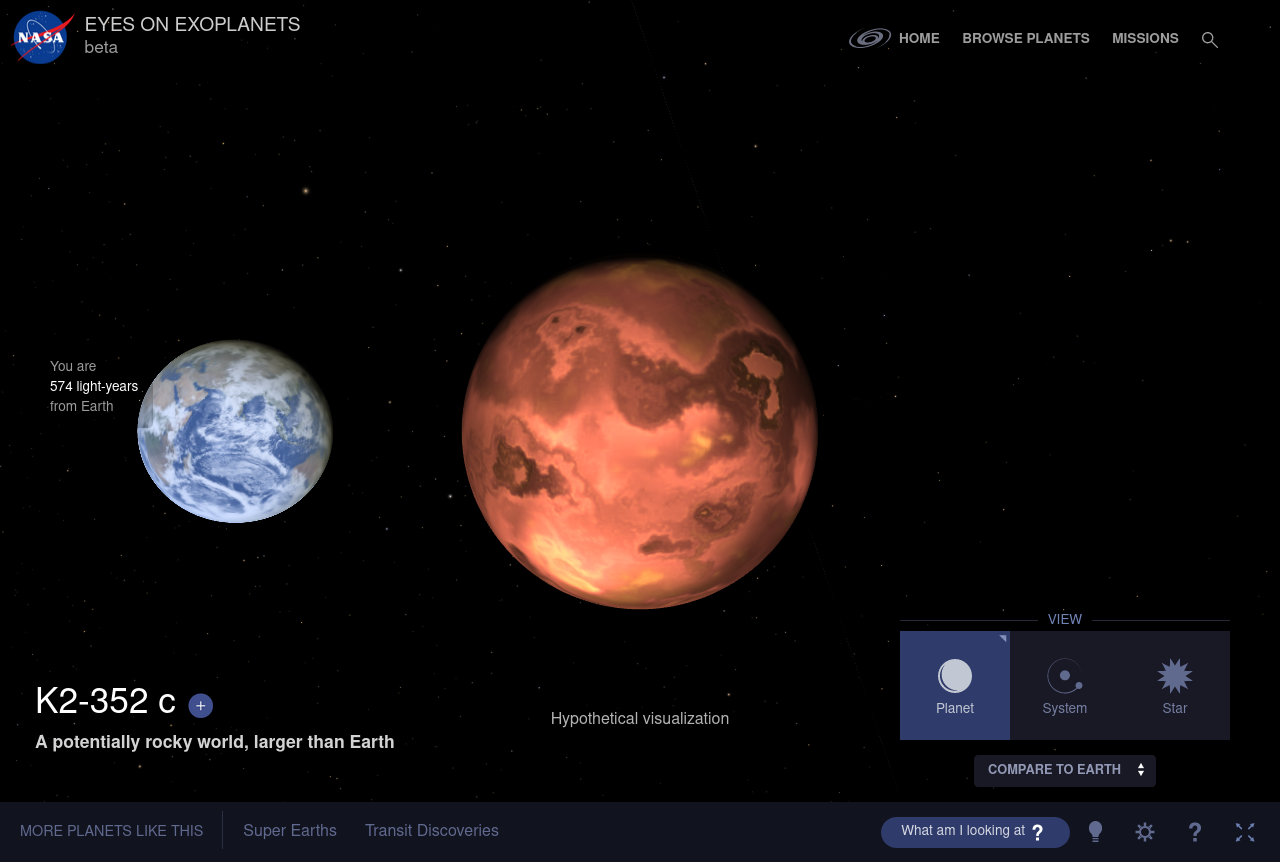 NASA
EYES ON EXOPLANETS
beta
HOME
BROWSE PLANETS
MISSIONS
You are
574 light-years
from Earth
VIEW
Planet
System
Star
K2-352 c +
A potentially rocky world, larger than Earth
Hypothetical visualization
COMPARE TO EARTH
MORE PLANETS LIKE THIS
Super Earths
Transit Discoveries
What am I looking at ?
?